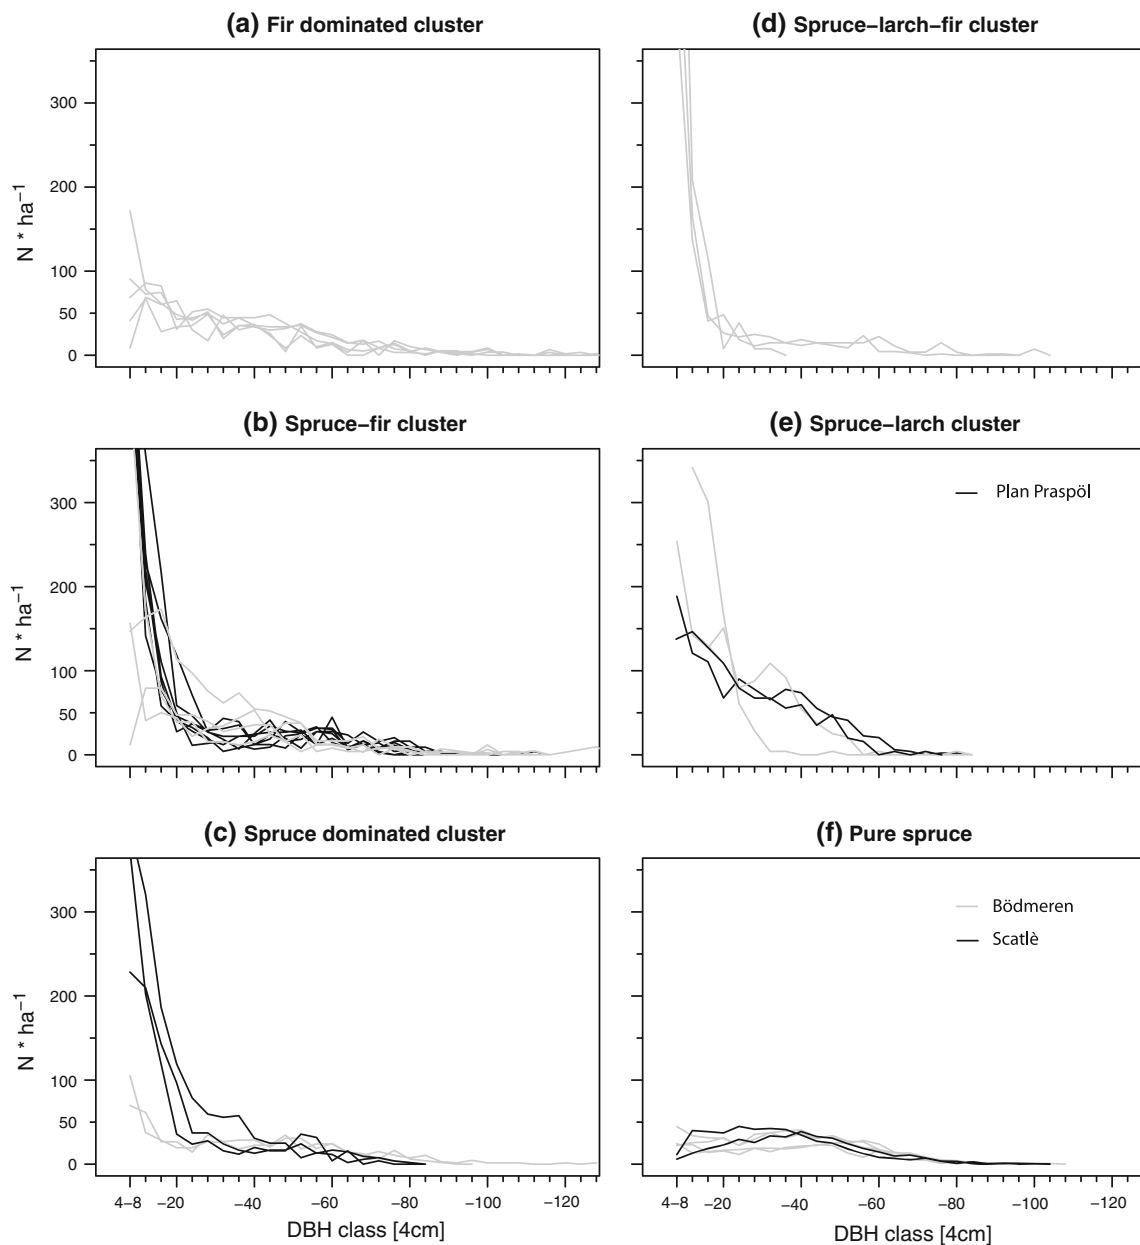 (a) Fir dominated cluster
300
200
100
50
0
N * ha−1
(d) Spruce−larch−fir cluster
(b) Spruce−fir cluster
300
200
100
50
0
N * ha−1
(e) Spruce−larch cluster
Plan Praspöl
(c) Spruce dominated cluster
300
200
100
50
0
N * ha−1
4−8 −20 −40 −60 −80 −100 −120
DBH class [4cm]
(f) Pure spruce
Bödmeren
Scatlè
4−8 −20 −40 −60 −80 −100 −120
DBH class [4cm]